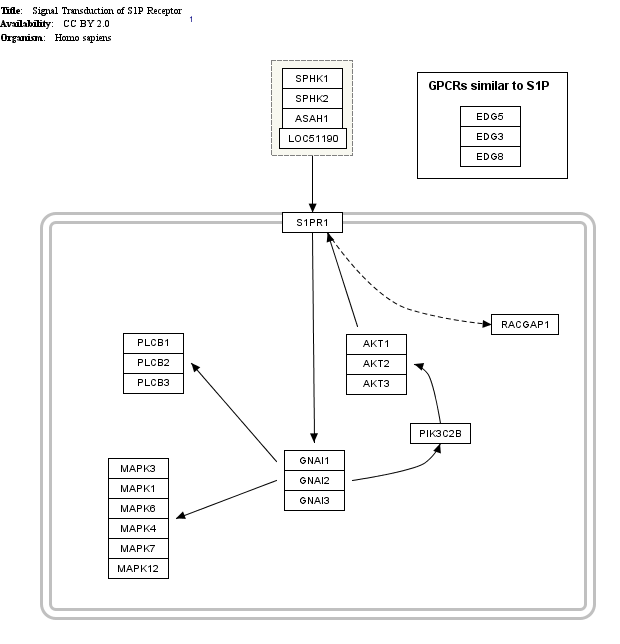 Title: Signal Transduction of S1P Receptor
Availability: CC BY 2.0
1
Organism: Homo sapiens
SPHK1
SPHK2
ASAH1
LOC51190
GPCRs similar to S1P
EDG5
EDG3
EDG8
S1PR1
RACGAP1
PLCB1
PLCB2
PLCB3
AKT1
AKT2
AKT3
PIK3C2B
GNAI1
GNAI2
GNAI3
MAPK3
MAPK1
MAPK6
MAPK4
MAPK7
MAPK12